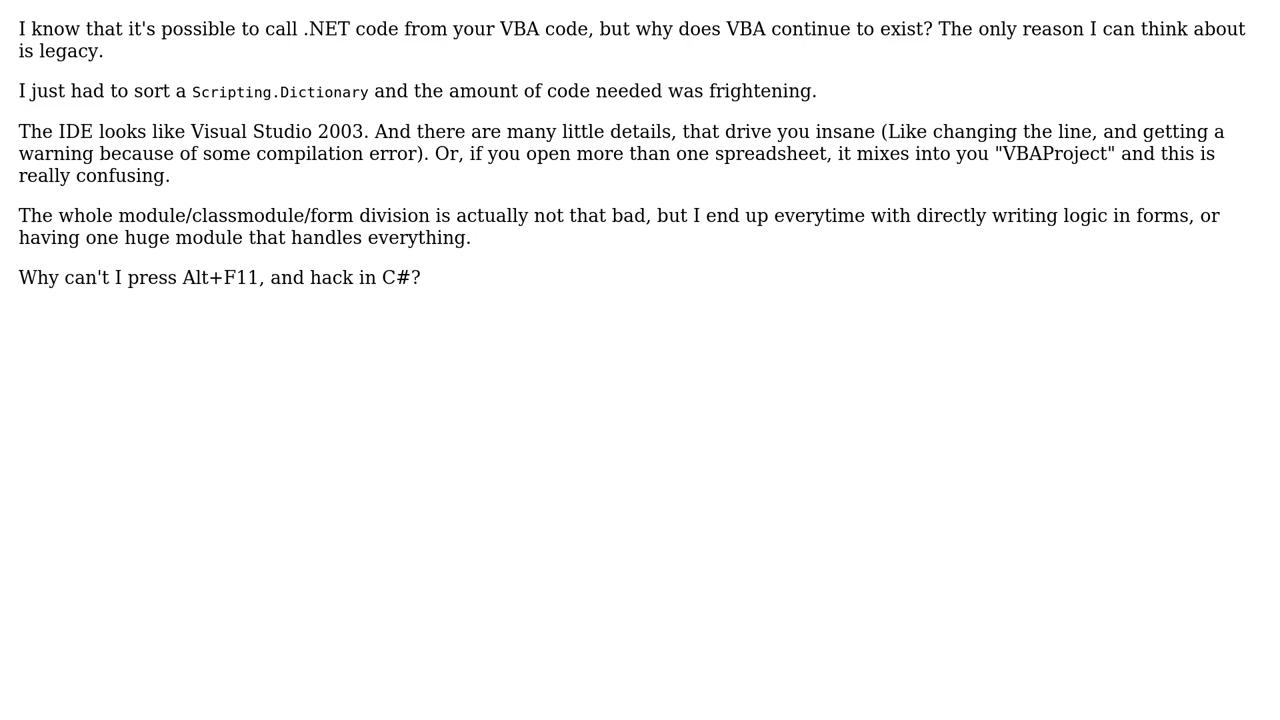 I know that it's possible to call .NET code from your VBA code, but why does VBA continue to exist? The only reason I can think about
is legacy.
I just had to sort a Scripting.Dictionary and the amount of code needed was frightening.
The IDE looks like Visual Studio 2003. And there are many little details, that drive you insane (Like changing the line, and getting a
warning because of some compilation error). Or, if you open more than one spreadsheet, it mixes into you "VBAProject" and this is
really confusing.
The whole module/classmodule/form division is actually not that bad, but I end up everytime with directly writing logic in forms, or
having one huge module that handles everything.
Why can't I press Alt+F11, and hack in C#?